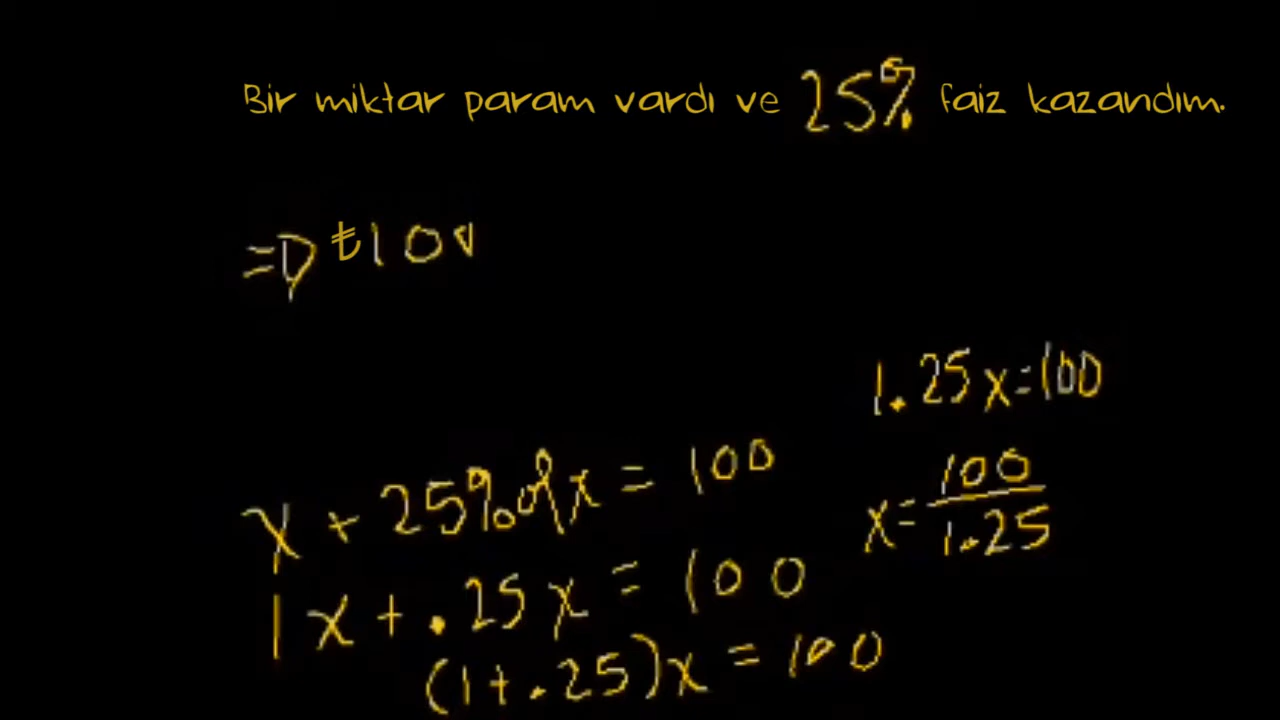 Bir miktar param vardı ve 25% faiz kazandım.
=D ₺100
1.25x=100
x=100/1.25
x + 25% of x = 100
1x + .25x = 100
(1+.25)x = 100